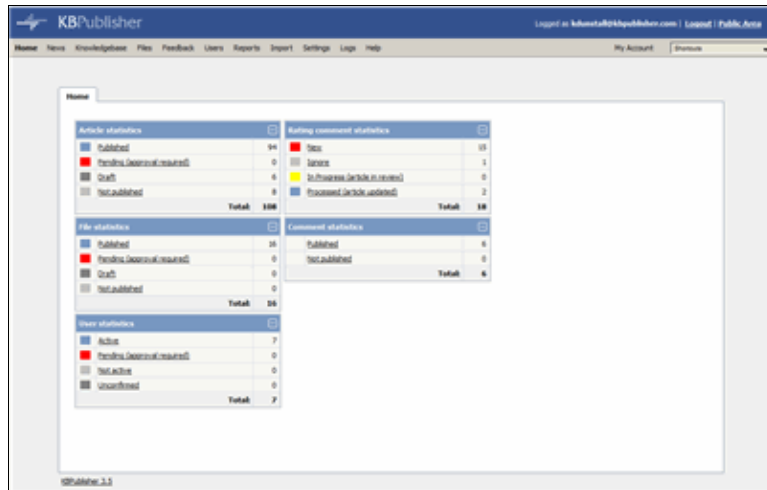 KBPublisher
Logged as kdunstall@kbpublisher.com | Logout | Public Area
Home News Knowledgebase Files Feedback Users Reports Import Settings Logs Help My Account Shortcuts
Home
Article statistics
Published 94
Pending (approval required) 0
Draft 6
Not published 8
Total: 108
Rating comment statistics
New 15
Ignore 1
In Progress (article in review) 0
Processed (article updated) 2
Total: 18
File statistics
Published 16
Pending (approval required) 0
Draft 0
Not published 0
Total: 16
Comment statistics
Published 6
Not published 0
Total: 6
User statistics
Active 7
Pending (approval required) 0
Not active 0
Unconfirmed 0
Total: 7
KBPublisher 3.5